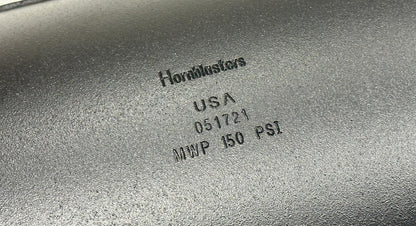 Hornblasters
USA
051721
MWP 150 PSI